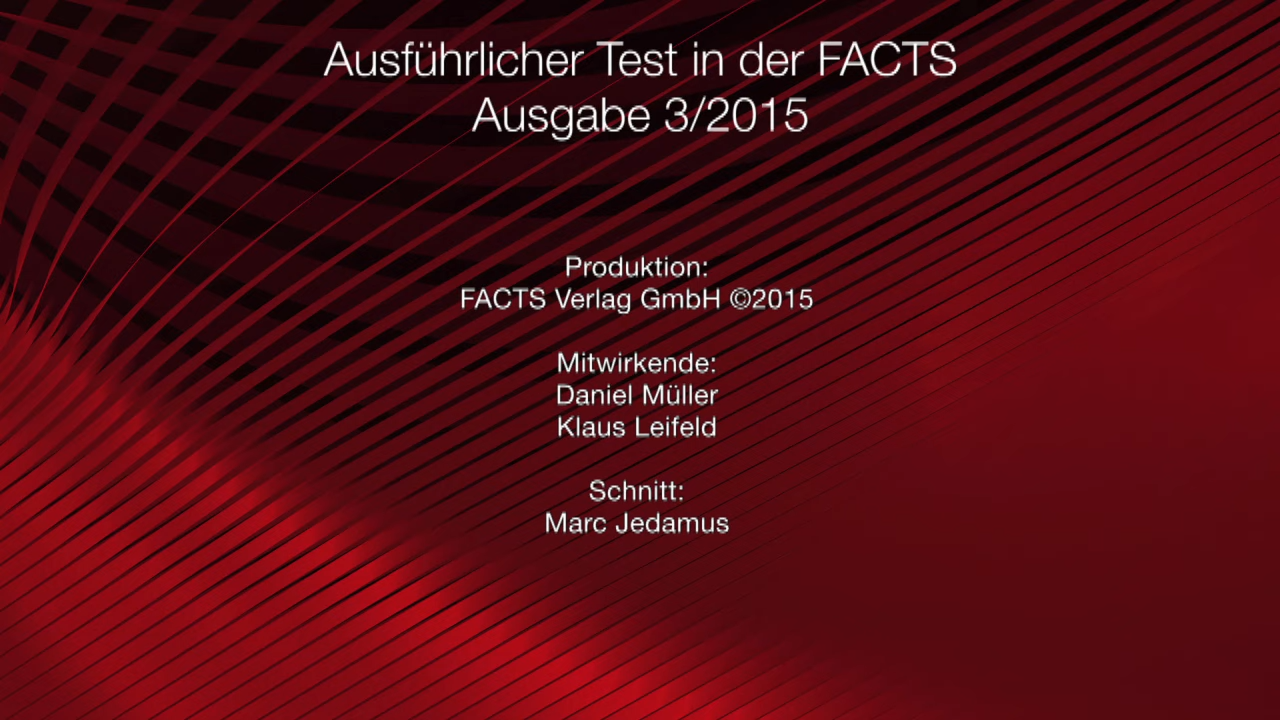 Ausführlicher Test in der FACTS
Ausgabe 3/2015
Produktion:
FACTS Verlag GmbH ©2015
Mitwirkende:
Daniel Müller
Klaus Leifeld
Schnitt:
Marc Jedamus